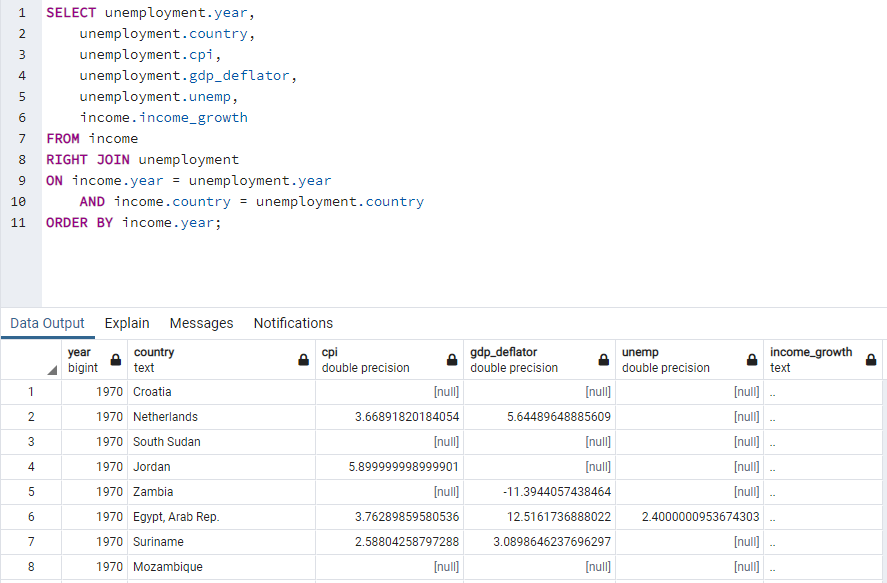 1 SELECT unemployment.year,
2 unemployment.country,
3 unemployment.cpi,
4 unemployment.gdp_deflator,
5 unemployment.unemp,
6 income.income_growth
7 FROM income
8 RIGHT JOIN unemployment
9 ON income.year = unemployment.year
10 AND income.country = unemployment.country
11 ORDER BY income.year;
Data Output Explain Messages Notifications
year country cpi gdp_deflator unemp income_growth
bigint text double precision double precision double precision text
1 1970 Croatia [null] [null] [null] ..
2 1970 Netherlands 3.66891820184054 5.64489648885609 [null] ..
3 1970 South Sudan [null] [null] [null] ..
4 1970 Jordan 5.899999998999901 [null] [null] ..
5 1970 Zambia [null] -11.3944057438464 [null] ..
6 1970 Egypt, Arab Rep. 3.76289859580536 12.5161736888022 2.4000000953674303 ..
7 1970 Suriname 2.58804258797288 3.0898646237696297 [null] ..
8 1970 Mozambique [null] [null] [null] ..